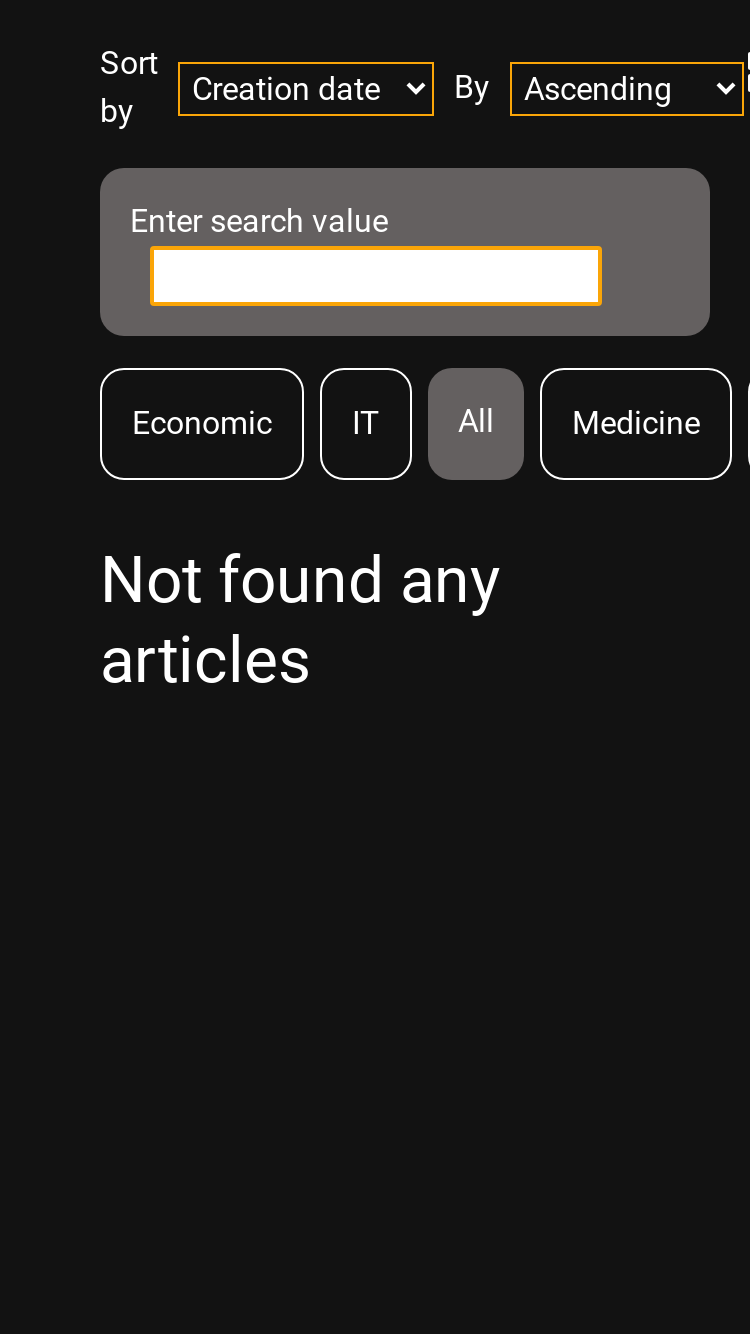 Sort by Creation date By Ascending
Enter search value
Economic IT All Medicine
Not found any
articles